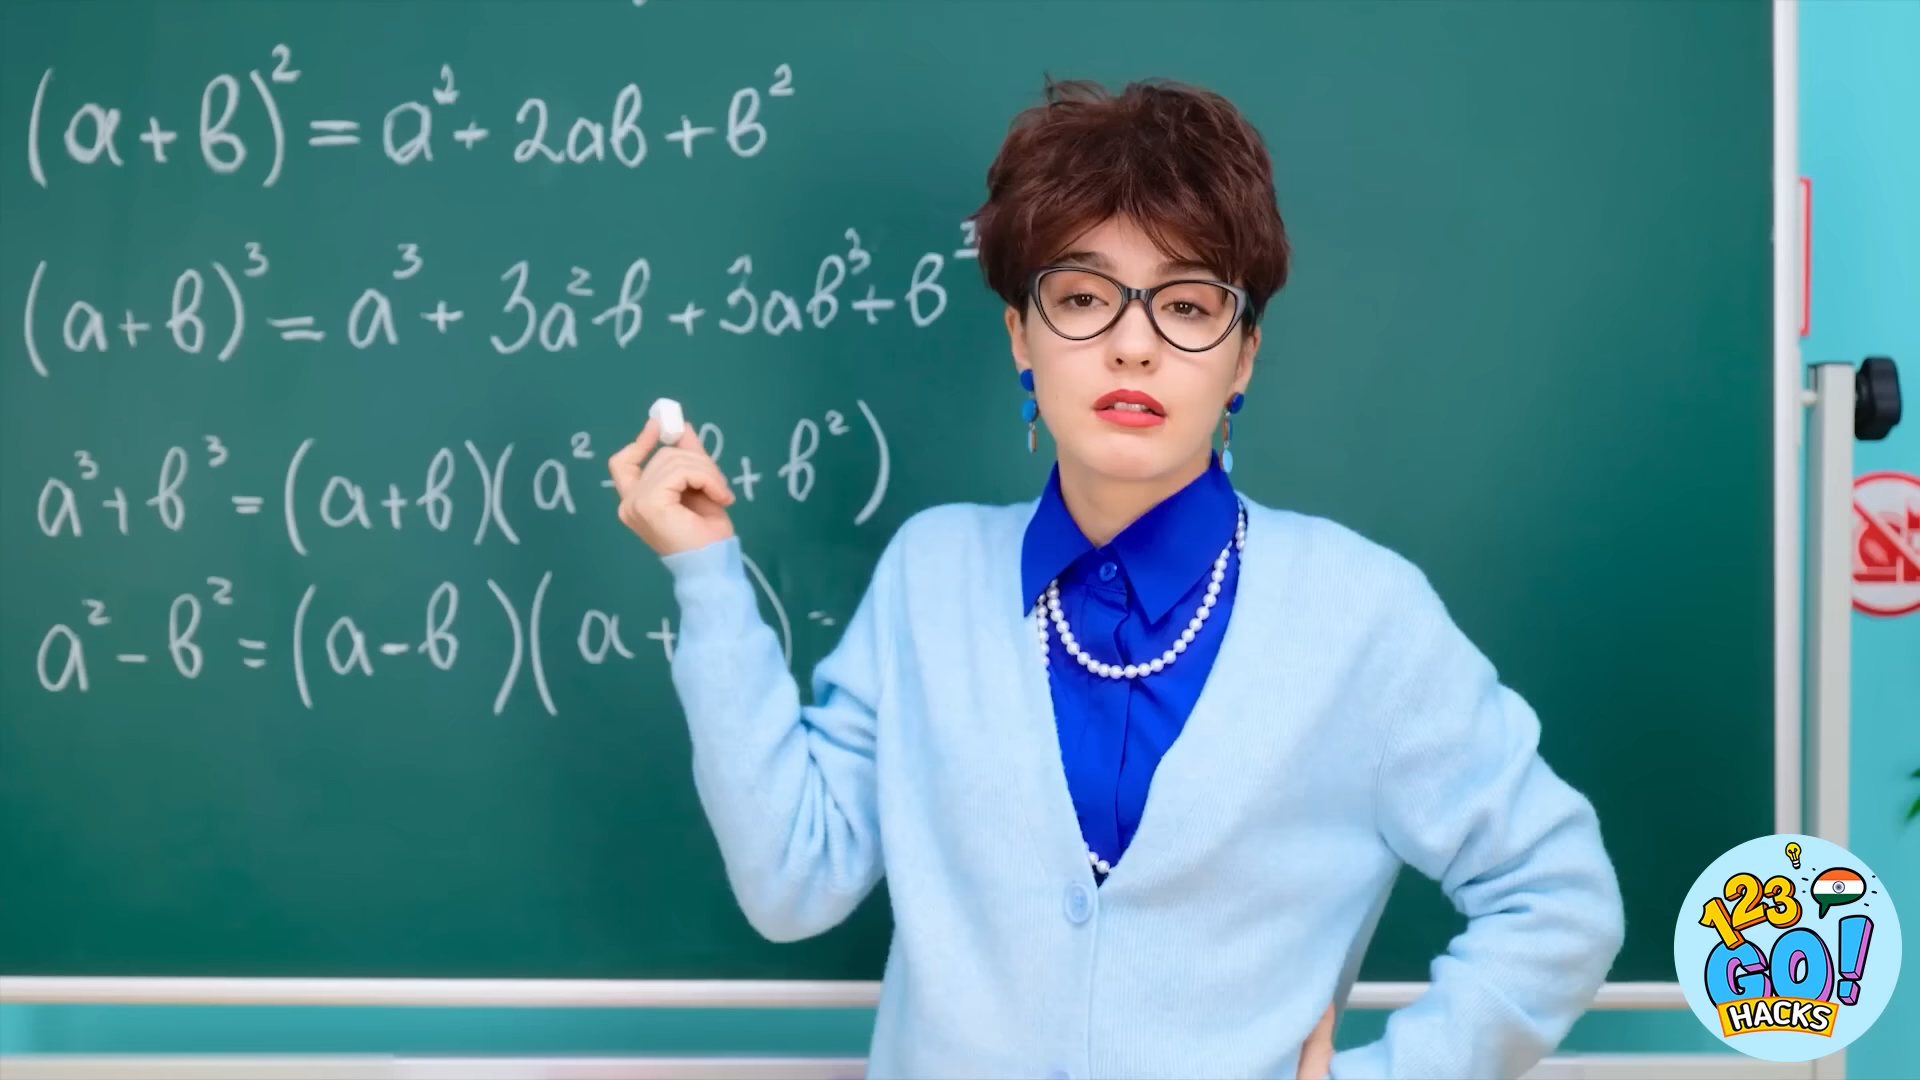 (a+b)² = a² + 2ab + b²
(a+b)³ = a³ + 3a²b + 3ab³ + b³
a³ + b³ = (a+b)(a² + b²)
a² - b² = (a-b)(a+
123
GO!
HACKS